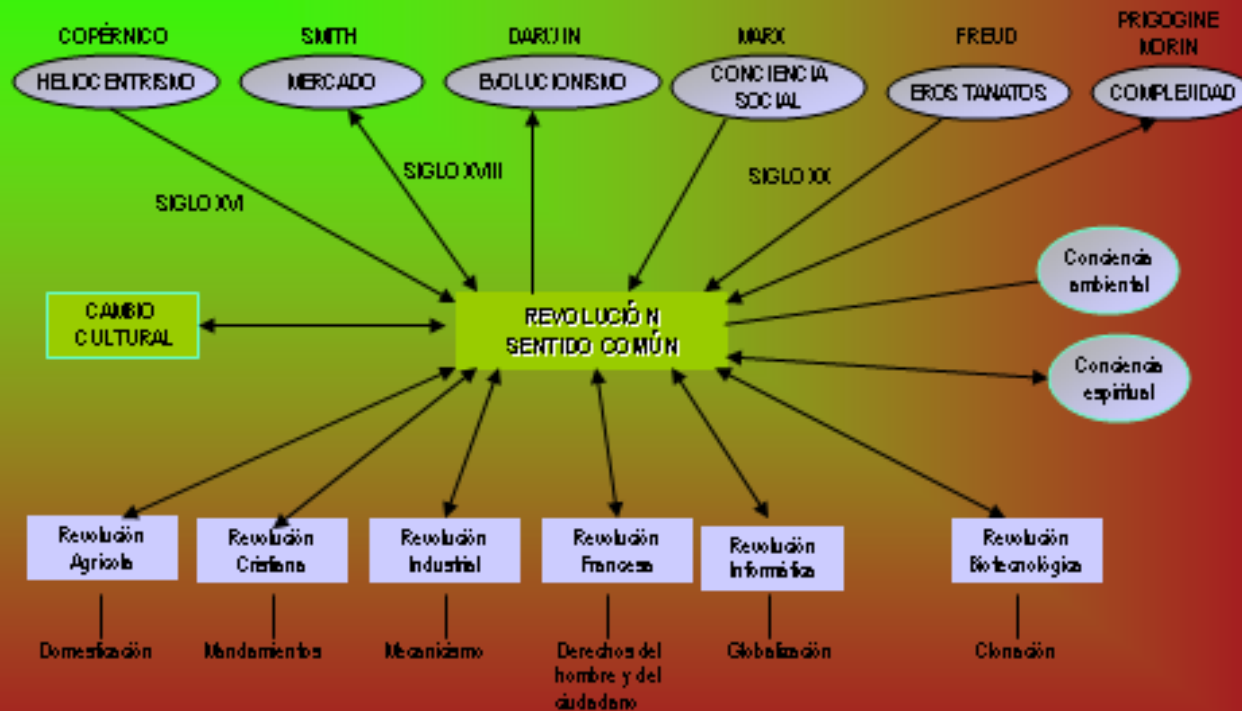 COPÉRNICO
SMITH
DARWIN
MARX
FREUD
PRIGOGINE
MORIN
HELIOCENTRISMO
MERCADO
EVOLUCIONISMO
CONCIENCIA
SOCIAL
EROS TANATOS
COMPLEJIDAD
SIGLO XVI
SIGLO XVIII
SIGLO XX
CAMBIO
CULTURAL
REVOLUCIÓN
SENTIDO COMÚN
Conciencia
ambiental
Conciencia
espiritual
Revolución
Agrícola
Revolución
Cristiana
Revolución
Industrial
Revolución
Francesa
Revolución
Informática
Revolución
Biotecnológica
Domesticación
Mandamientos
Mecanicismo
Derechos del
hombre y del
ciudadano
Globalización
Clonación